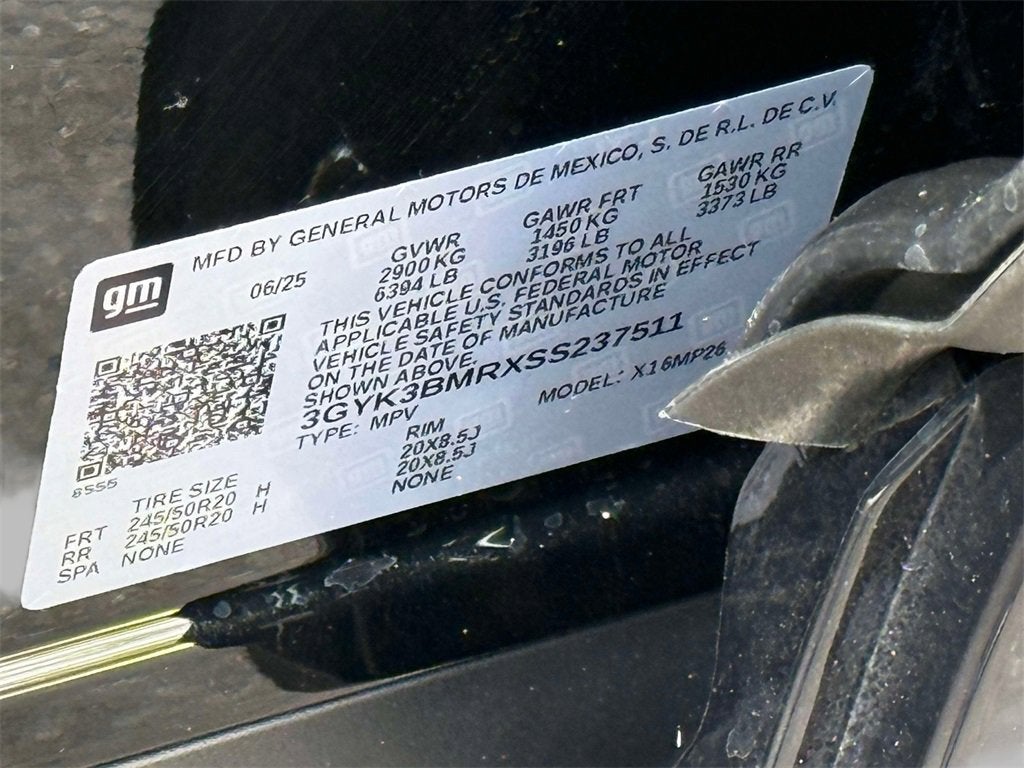 MFD BY GENERAL MOTORS DE MEXICO, S. DE R.L. DE C.V.
gm
06/25
GVWR GAWR FRT GAWR RR
2900 KG 1450 KG 1530 KG
6394 LB 3196 LB 3373 LB
THIS VEHICLE CONFORMS TO ALL
APPLICABLE U.S. FEDERAL MOTOR
VEHICLE SAFETY STANDARDS IN EFFECT
ON THE DATE OF MANUFACTURE
SHOWN ABOVE.
3GYK3BMRXSS237511
TYPE: MPV MODEL: X16MP26
8555
TIRE SIZE RIM
FRT 245/50R20 H 20X8.5J
RR 245/50R20 H 20X8.5J
SPA NONE NONE